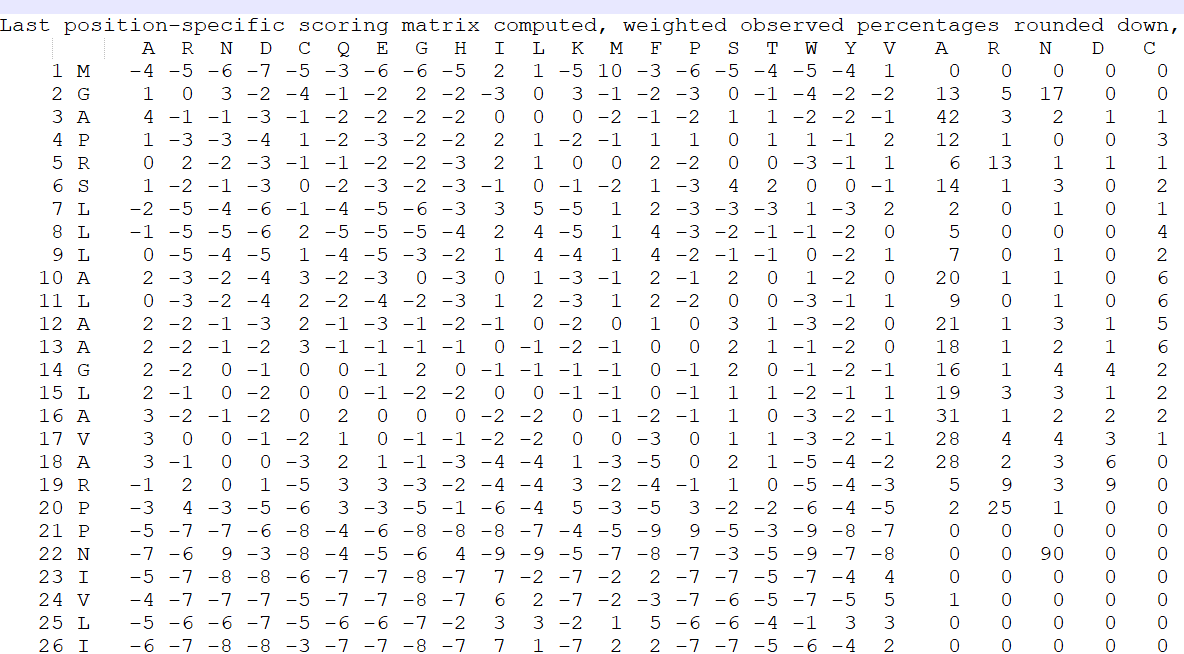 Last position-specific scoring matrix computed, weighted observed percentages rounded down,
A R N D C Q E G H I L K M F P S T W Y V A R N D C
1 M -4 -5 -6 -7 -5 -3 -6 -6 -5 2 1 -5 10 -3 -6 -5 -4 -5 -4 1 0 0 0 0 0
2 G 1 0 3 -2 -4 -1 -2 2 -2 -3 0 3 -1 -2 -3 0 -1 -4 -2 -2 13 5 17 0 0
3 A 4 -1 -1 -3 -1 -2 -2 -2 -2 0 0 0 -2 -1 -2 1 1 -2 -2 -1 42 3 2 1 1
4 P 1 -3 -3 -4 1 -2 -3 -2 -2 2 1 -2 -1 1 1 0 1 1 -1 2 12 1 0 0 3
5 R 0 2 -2 -3 -1 -1 -2 -2 -3 2 1 0 0 2 -2 0 0 -3 -1 1 6 13 1 1 1
6 S 1 -2 -1 -3 0 -2 -3 -2 -3 -1 0 -1 -2 1 -3 4 2 0 0 -1 14 1 3 0 2
7 L -2 -5 -4 -6 -1 -4 -5 -6 -3 3 5 -5 1 2 -3 -3 -3 1 -3 2 2 0 1 0 1
8 L -1 -5 -5 -6 2 -5 -5 -5 -4 2 4 -5 1 4 -3 -2 -1 -1 -2 0 5 0 0 0 4
9 L 0 -5 -4 -5 1 -4 -5 -3 -2 1 4 -4 1 4 -2 -1 -1 0 -2 1 7 0 1 0 2
10 A 2 -3 -2 -4 3 -2 -3 0 -3 0 1 -3 -1 2 -1 2 0 1 -2 0 20 1 1 0 6
11 L 0 -3 -2 -4 2 -2 -4 -2 -3 1 2 -3 1 2 -2 0 0 -3 -1 1 9 0 1 0 6
12 A 2 -2 -1 -3 2 -1 -3 -1 -2 -1 0 -2 0 1 0 3 1 -3 -2 0 21 1 3 1 5
13 A 2 -2 -1 -2 3 -1 -1 -1 -1 0 -1 -2 -1 0 0 2 1 -1 -2 0 18 1 2 1 6
14 G 2 -2 0 -1 0 0 -1 2 0 -1 -1 -1 -1 0 -1 2 0 -1 -2 -1 16 1 4 4 2
15 L 2 -1 0 -2 0 0 -1 -2 -2 0 0 -1 -1 0 -1 1 1 -2 -1 1 19 3 3 1 2
16 A 3 -2 -1 -2 0 2 0 0 0 -2 -2 0 -1 -2 -1 1 0 -3 -2 -1 31 1 2 2 2
17 V 3 0 0 -1 -2 1 0 -1 -1 -2 -2 0 0 -3 0 1 1 -3 -2 -1 28 4 4 3 1
18 A 3 -1 0 0 -3 2 1 -1 -3 -4 -4 1 -3 -5 0 2 1 -5 -4 -2 28 2 3 6 0
19 R -1 2 0 1 -5 3 3 -3 -2 -4 -4 3 -2 -4 -1 1 0 -5 -4 -3 5 9 3 9 0
20 P -3 4 -3 -5 -6 3 -3 -5 -1 -6 -4 5 -3 -5 3 -2 -2 -6 -4 -5 2 25 1 0 0
21 P -5 -7 -7 -6 -8 -4 -6 -8 -8 -8 -7 -4 -5 -9 9 -5 -3 -9 -8 -7 0 0 0 0 0
22 N -7 -6 9 -3 -8 -4 -5 -6 4 -9 -9 -5 -7 -8 -7 -3 -5 -9 -7 -8 0 0 90 0 0
23 I -5 -7 -8 -8 -6 -7 -7 -8 -7 7 -2 -7 -2 2 -7 -7 -5 -7 -4 4 0 0 0 0 0
24 V -4 -7 -7 -7 -5 -7 -7 -8 -7 6 2 -7 -2 -3 -7 -6 -5 -7 -5 5 1 0 0 0 0
25 L -5 -6 -6 -7 -5 -6 -6 -7 -2 3 3 -2 1 5 -6 -6 -4 -1 3 3 0 0 0 0 0
26 I -6 -7 -8 -8 -3 -7 -7 -8 -7 7 1 -7 2 2 -7 -7 -5 -6 -4 2 0 0 0 0 0